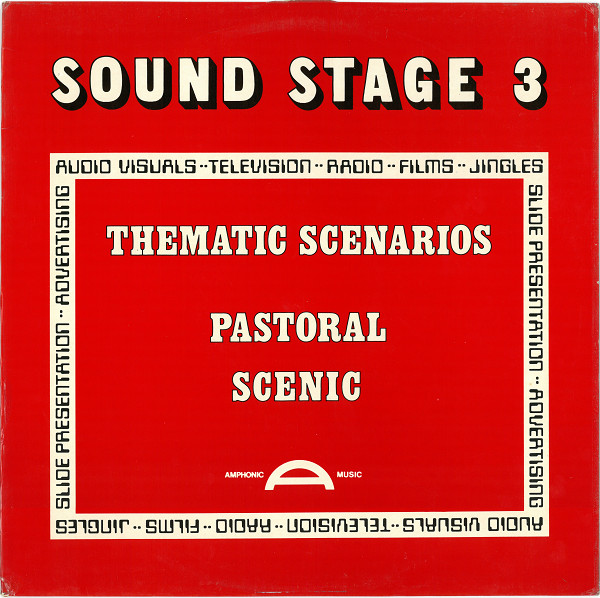 SOUND STAGE 3
AUDIO VISUALS··TELEVISION··RADIO··FILMS··JINGLES
SLIDE PRESENTATION··ADVERTISING
SLIDE PRESENTATION··ADVERTISING
THEMATIC SCENARIOS
PASTORAL
SCENIC
AMPHONIC MUSIC
AUDIO VISUALS··TELEVISION··RADIO··FILMS··JINGLES